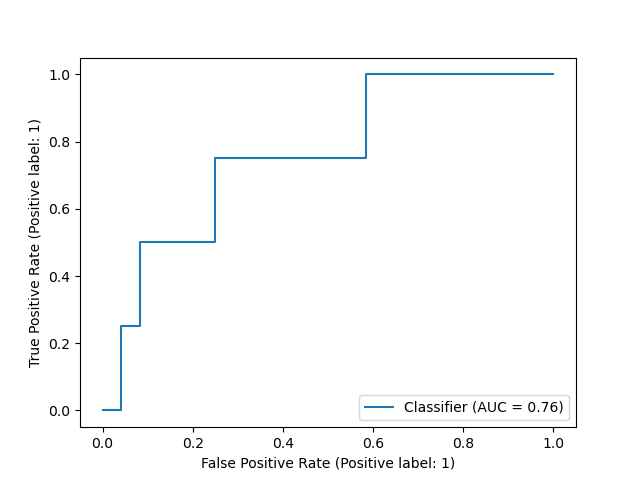 1.0
0.8
0.6
0.4
0.2
0.0
True Positive Rate (Positive label: 1)
Classifier (AUC = 0.76)
0.0 0.2 0.4 0.6 0.8 1.0
False Positive Rate (Positive label: 1)